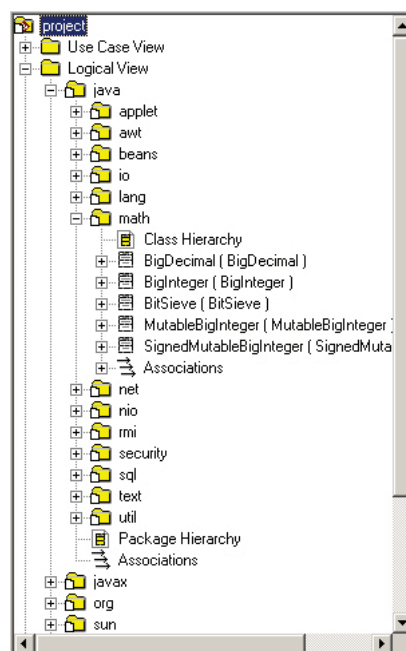 project
Use Case View
Logical View
java
applet
awt
beans
io
lang
math
Class Hierarchy
BigDecimal ( BigDecimal )
BigInteger ( BigInteger )
BitSieve ( BitSieve )
MutableBigInteger ( MutableBigInteger )
SignedMutableBigInteger ( SignedMuta
Associations
net
nio
rmi
security
sql
text
util
Package Hierarchy
Associations
javax
org
sun